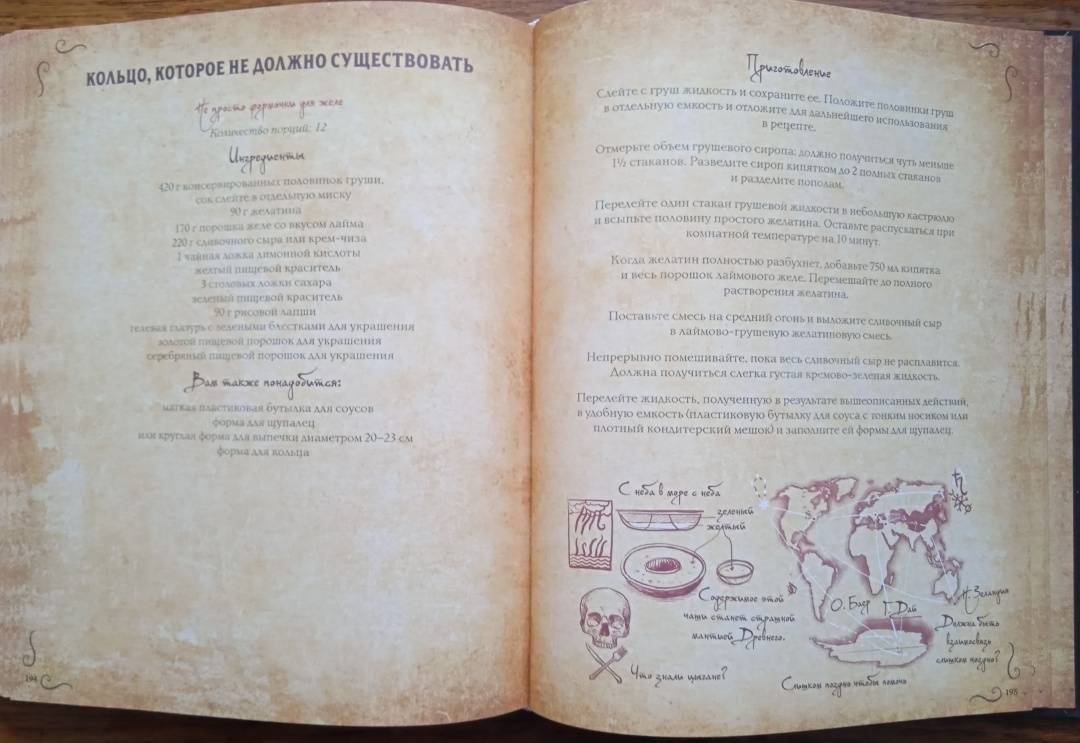 КОЛЬЦО, КОТОРОЕ НЕ ДОЛЖНО СУЩЕСТВОВАТЬ
Не просто формочки для желе
Количество порций: 12
Ингредиенты
420 г консервированных половинок груши,
сок слейте в отдельную миску
90 г желатина
170 г порошка желе со вкусом лайма
220 г сливочного сыра или крем-чиза
1 чайная ложка лимонной кислоты
желтый пищевой краситель
3 столовых ложки сахара
зеленый пищевой краситель
90 г рисовой лапши
гелевая глазурь с зелеными блестками для украшения
золотой пищевой порошок для украшения
серебряный пищевой порошок для украшения
Вам также понадобится:
мягкая пластиковая бутылка для соусов
форма для щупалец
или круглая форма для выпечки диаметром 20–23 см
форма для кольца
194
Приготовление
Слейте с груш жидкость и сохраните ее. Положите половинки груш
в отдельную емкость и отложите для дальнейшего использования
в рецепте.
Отмерьте объем грушевого сиропа: должно получиться чуть меньше
1½ стаканов. Разведите сироп кипятком до 2 полных стаканов
и разделите пополам.
Перелейте один стакан грушевой жидкости в небольшую кастрюлю
и всыпьте половину простого желатина. Оставьте распускаться при
комнатной температуре на 10 минут.
Когда желатин полностью разбухнет, добавьте 750 мл кипятка
и весь порошок лаймового желе. Перемешайте до полного
растворения желатина.
Поставьте смесь на средний огонь и выложите сливочный сыр
в лаймово-грушевую желатиновую смесь.
Непрерывно помешивайте, пока весь сливочный сыр не расплавится.
Должна получиться слегка густая кремово-зеленая жидкость.
Перелейте жидкость, полученную в результате вышеописанных действий,
в удобную емкость (пластиковую бутылку для соуса с тонким носиком или
плотный кондитерский мешок) и заполните ей формы для щупалец.
С неба в море с неба
зеленый
желтый
Содержимое этой
чаши станет страшной
мантией Древнего.
Что знали цыгане?
О. Баф
Г. Дап
Н. Зеландия
Должна быть
взаимосвязь
слишком поздно?
Слишком поздно чтобы помочь
195